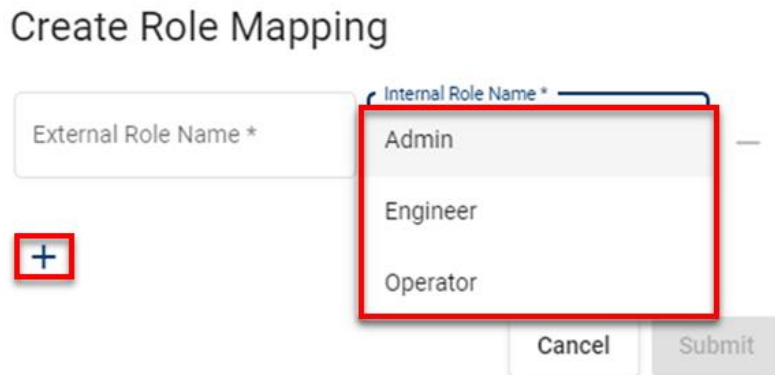 Create Role Mapping
Internal Role Name *
External Role Name *
Admin
Engineer
Operator
Cancel
Submit